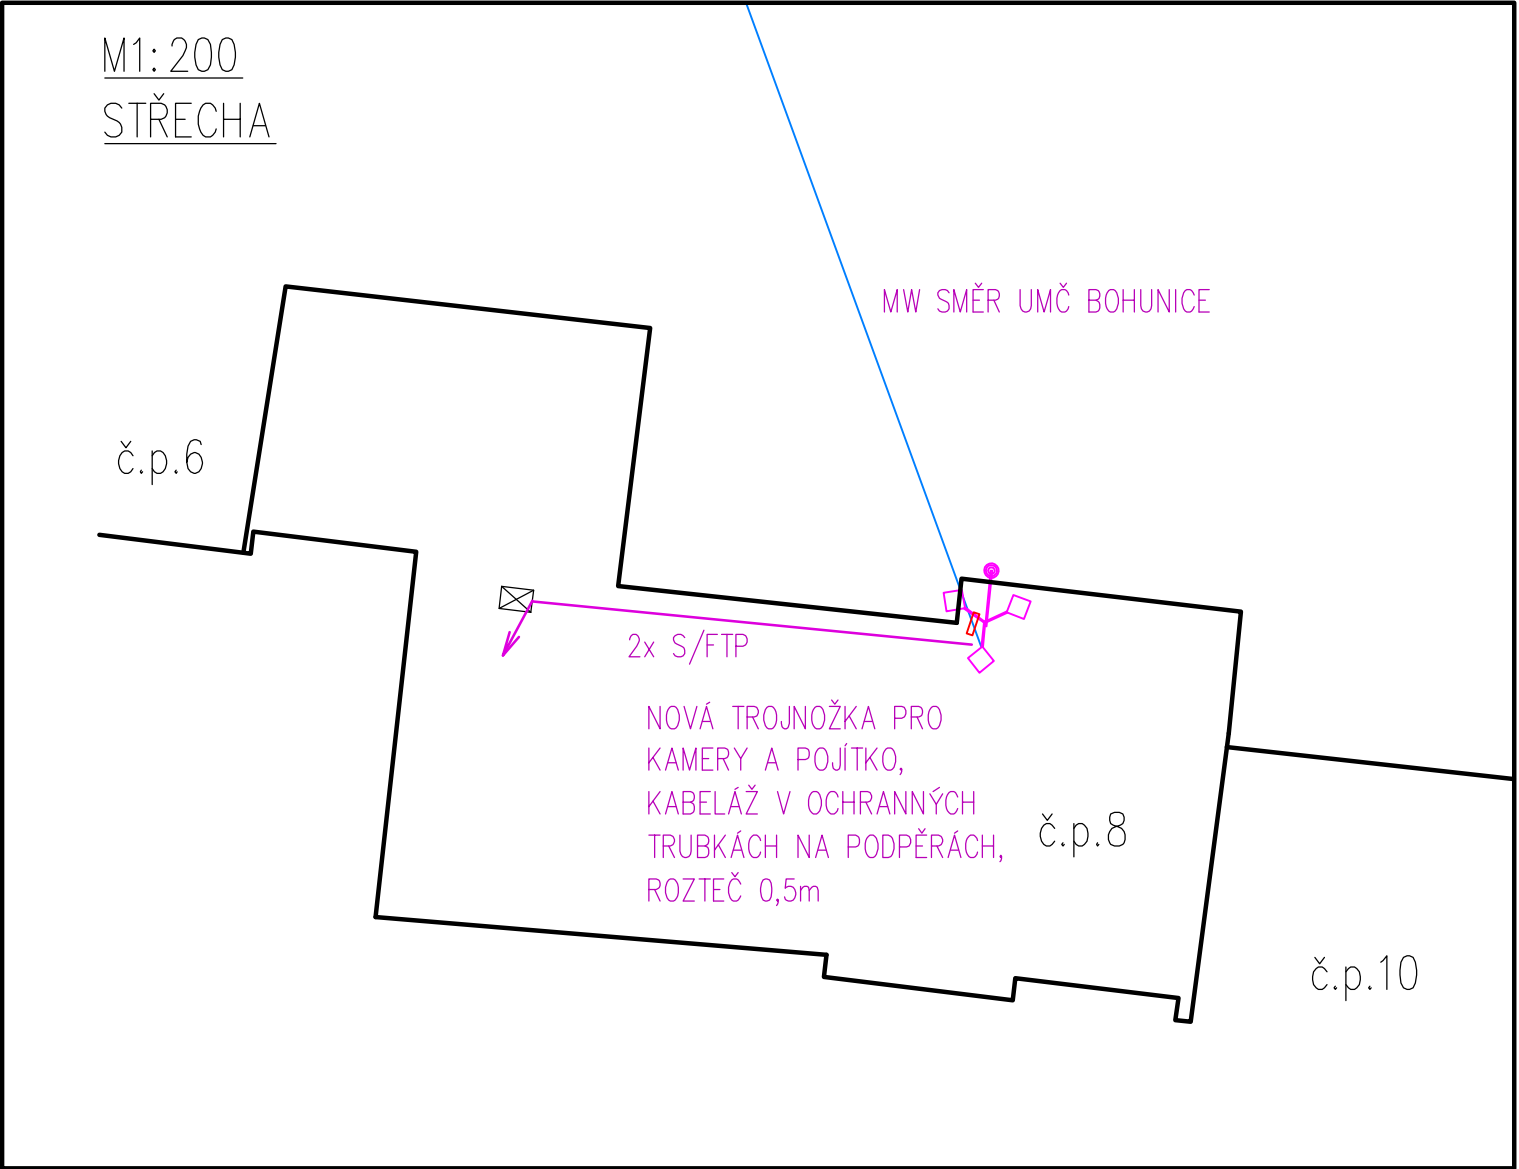 M1:200
STŘECHA
MW SMĚR UMČ BOHUNICE
č.p.6
2x S/FTP
NOVÁ TROJNOŽKA PRO
KAMERY A POJÍTKO,
KABELÁŽ V OCHRANNÝCH
TRUBKÁCH NA PODPĚRÁCH,
ROZTEČ 0,5m
č.p.8
č.p.10